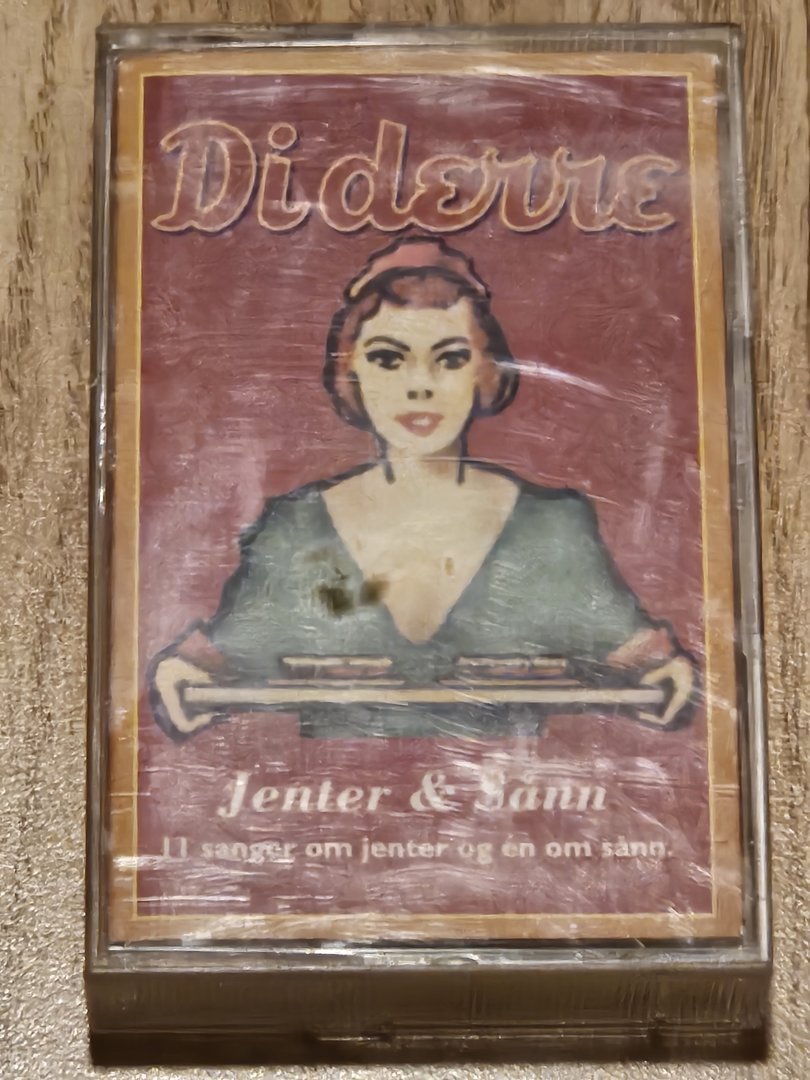 Di derre
Jenter & Sånn
11 sanger om jenter og en om sånn.